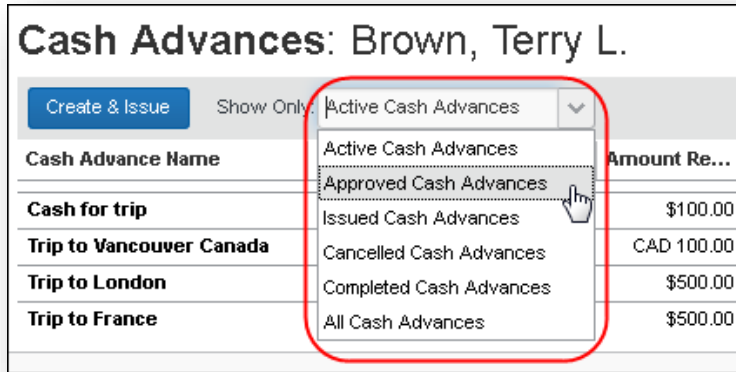 Cash Advances: Brown, Terry L.
Create & Issue Show Only: Active Cash Advances
Cash Advance Name Amount Re...
Active Cash Advances
Approved Cash Advances
Issued Cash Advances
Cancelled Cash Advances
Completed Cash Advances
All Cash Advances
Cash for trip $100.00
Trip to Vancouver Canada CAD 100.00
Trip to London $500.00
Trip to France $500.00